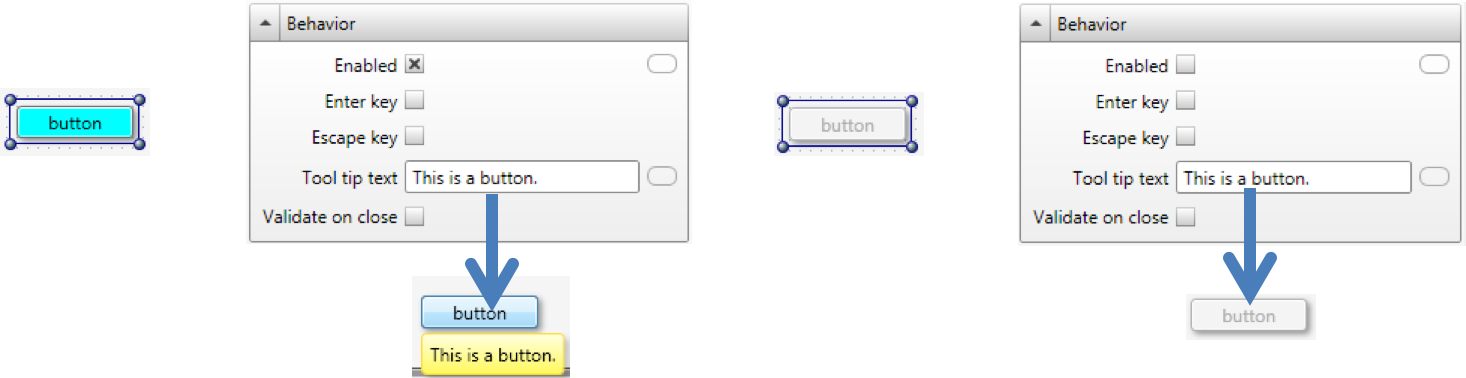 button
Behavior
Enabled
Enter key
Escape key
Tool tip text This is a button.
Validate on close
button
This is a button.
button
Behavior
Enabled
Enter key
Escape key
Tool tip text This is a button.
Validate on close
button